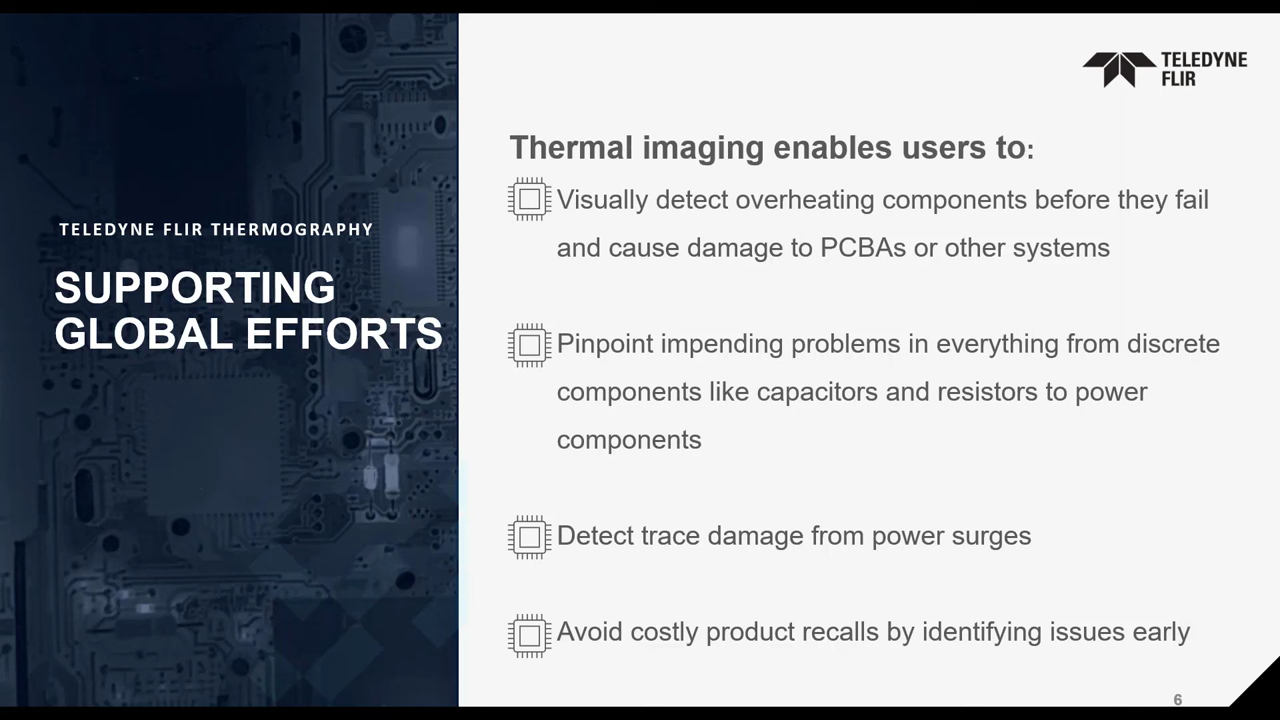 TELEDYNE
FLIR
TELEDYNE FLIR THERMOGRAPHY
SUPPORTING
GLOBAL EFFORTS
Thermal imaging enables users to:
Visually detect overheating components before they fail
and cause damage to PCBAs or other systems
Pinpoint impending problems in everything from discrete
components like capacitors and resistors to power
components
Detect trace damage from power surges
Avoid costly product recalls by identifying issues early
6